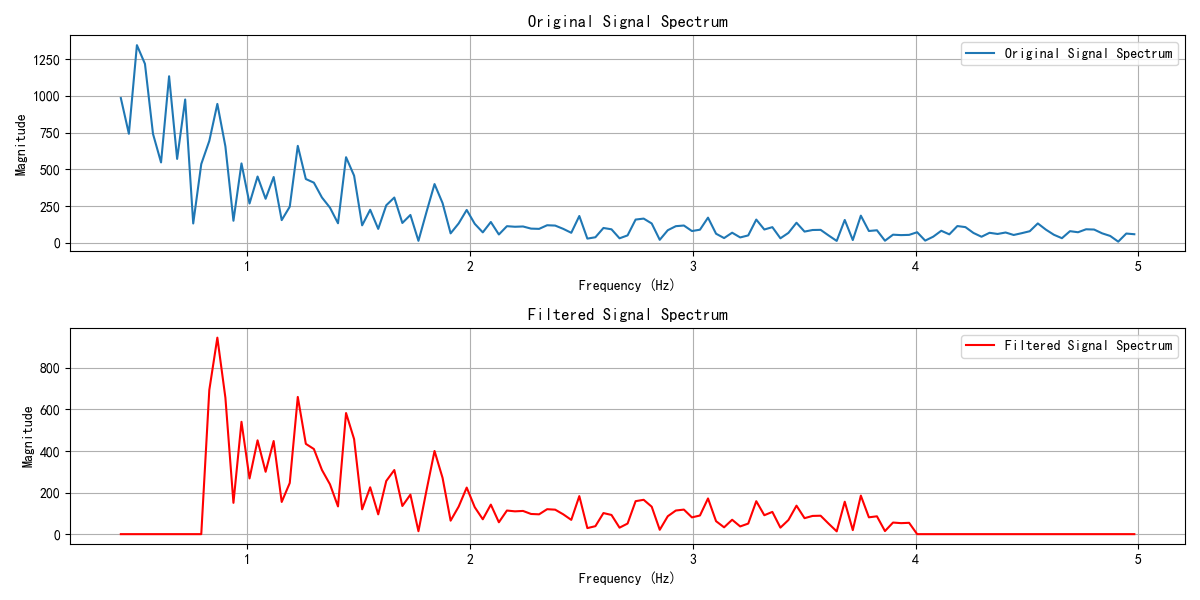 Original Signal Spectrum
Original Signal Spectrum
Magnitude
1250
1000
750
500
250
0
1 2 3 4 5
Frequency (Hz)
Filtered Signal Spectrum
Filtered Signal Spectrum
Magnitude
800
600
400
200
0
1 2 3 4 5
Frequency (Hz)